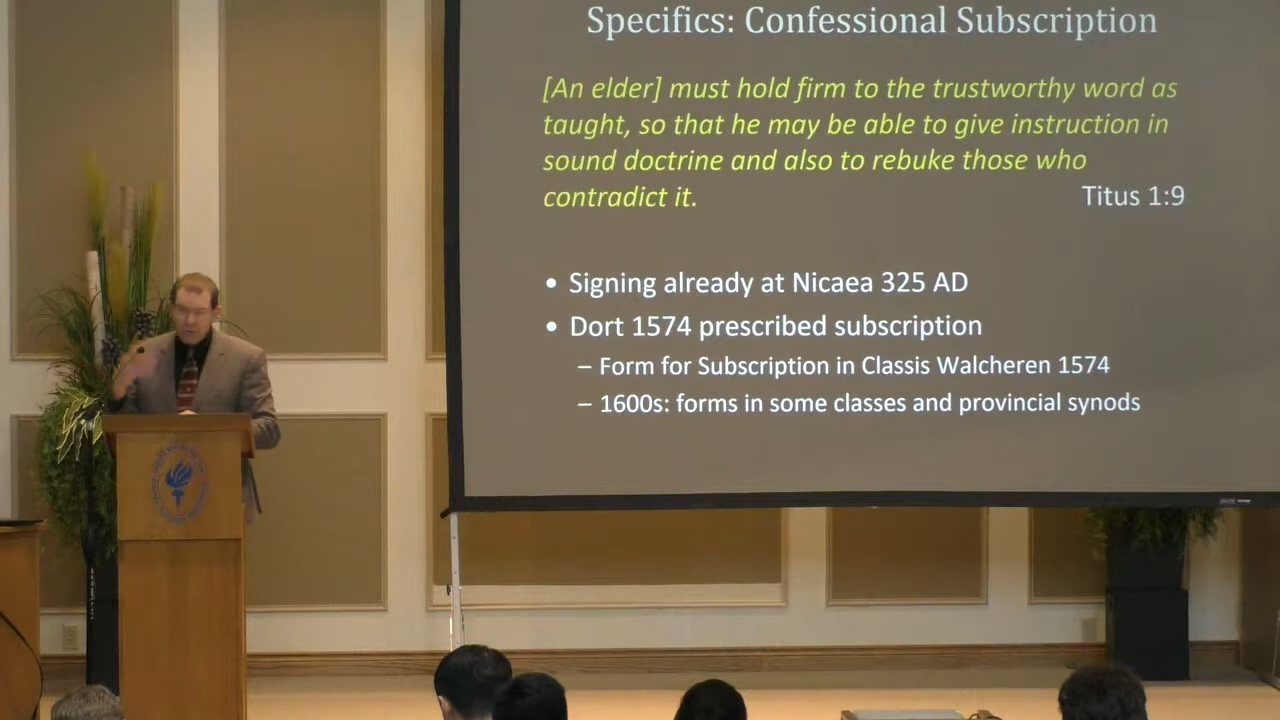 Specifics: Confessional Subscription
[An elder] must hold firm to the trustworthy word as
taught, so that he may be able to give instruction in
sound doctrine and also to rebuke those who
contradict it. Titus 1:9
• Signing already at Nicaea 325 AD
• Dort 1574 prescribed subscription
– Form for Subscription in Classis Walcheren 1574
– 1600s: forms in some classes and provincial synods